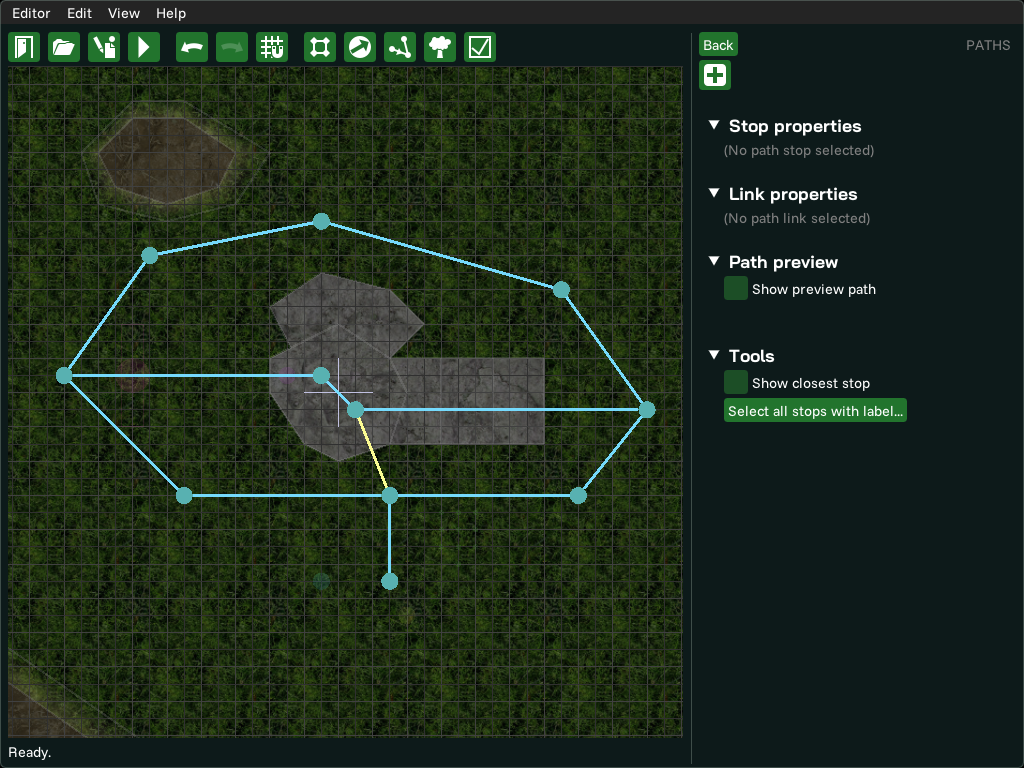 Editor Edit View Help
Back PATHS
Stop properties
(No path stop selected)
Link properties
(No path link selected)
Path preview
Show preview path
Tools
Show closest stop
Select all stops with label...
Ready.